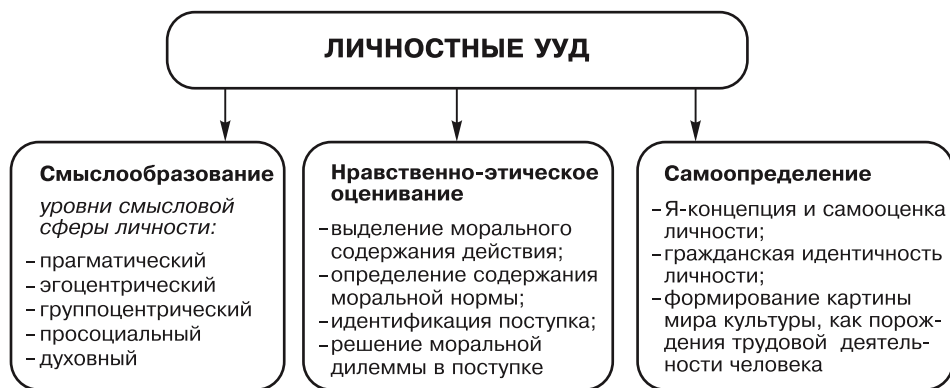 ЛИЧНОСТНЫЕ УУД
Смыслообразование
уровни смысловой
сферы личности:
– прагматический
– эгоцентрический
– группоцентрический
– просоциальный
– духовный
Нравственно-этическое
оценивание
– выделение морального
содержания действия;
– определение содержания
моральной нормы;
– идентификация поступка;
– решение моральной
дилеммы в поступке
Самоопределение
– Я-концепция и самооценка
личности;
– гражданская идентичность
личности;
– формирование картины
мира культуры, как порож-
дения трудовой деятель-
ности человека